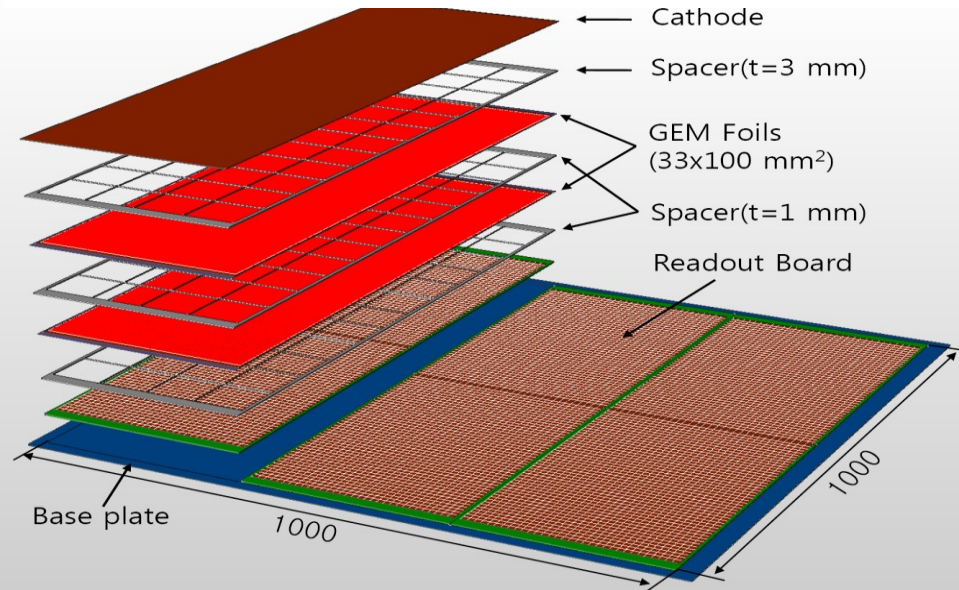 Cathode
Spacer(t=3 mm)
GEM Foils
(33x100 mm²)
Spacer(t=1 mm)
Readout Board
Base plate
1000
1000